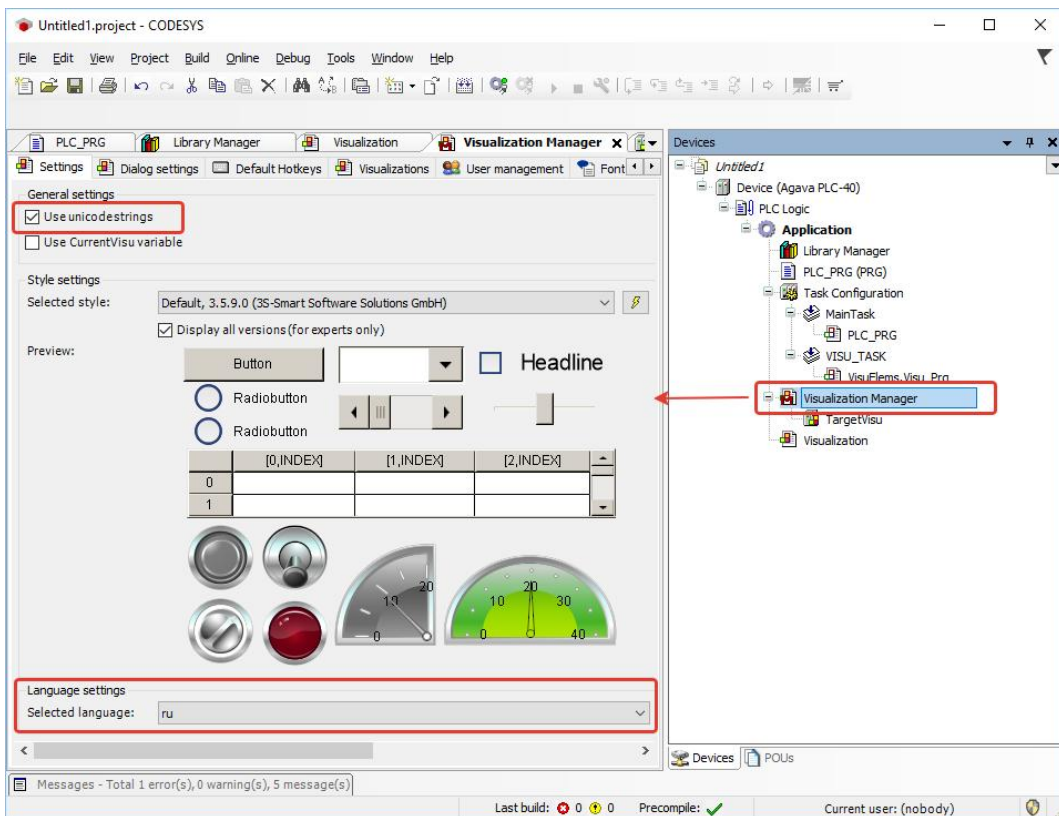 Untitled1.project - CODESYS
File Edit View Project Build Online Debug Tools Window Help
PLC_PRG Library Manager Visualization Visualization Manager
Settings Dialog settings Default Hotkeys Visualizations User management Font
General settings
Use unicodestrings
Use CurrentVisu variable
Style settings
Selected style: Default, 3.5.9.0 (3S-Smart Software Solutions GmbH)
Display all versions (for experts only)
Preview:
Button
Headline
Radiobutton
Radiobutton
[0,INDEX] [1,INDEX] [2,INDEX]
0
1
0 10 20
0 10 20 30 40
Language settings
Selected language: ru
Devices
Untitled1
Device (Agava PLC-40)
PLC Logic
Application
Library Manager
PLC_PRG (PRG)
Task Configuration
MainTask
PLC_PRG
VISU_TASK
VisuElems.Visu_Prg
Visualization Manager
TargetVisu
Visualization
Devices POUs
Messages - Total 1 error(s), 0 warning(s), 5 message(s)
Last build: 0 0 Precompile: Current user: (nobody)